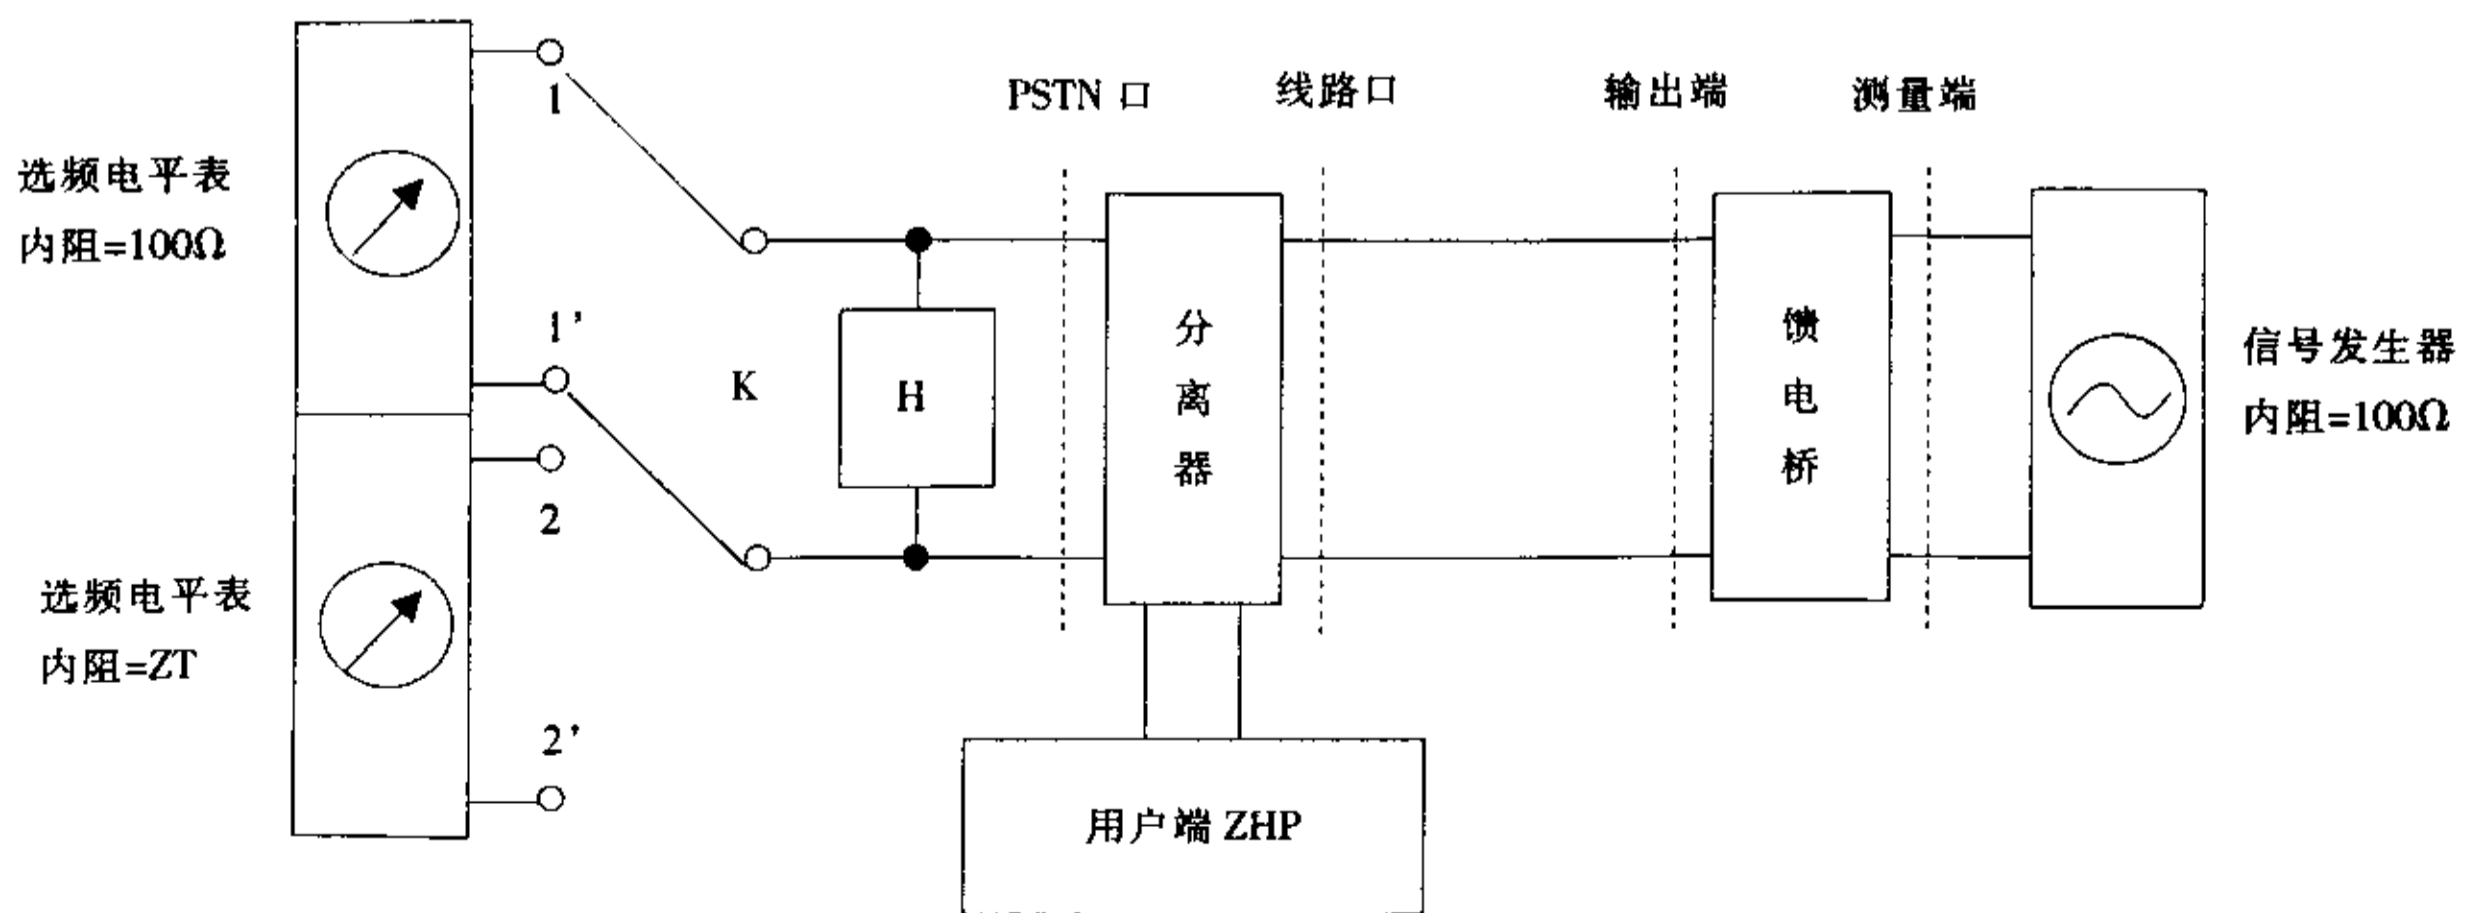 1
PSTN 口
线路口
输出端
测量端
选频电平表
内阻=100Ω
1'
K
H
分离器
馈电桥
信号发生器
内阻=100Ω
2
选频电平表
内阻=ZT
2'
用户端 ZHP